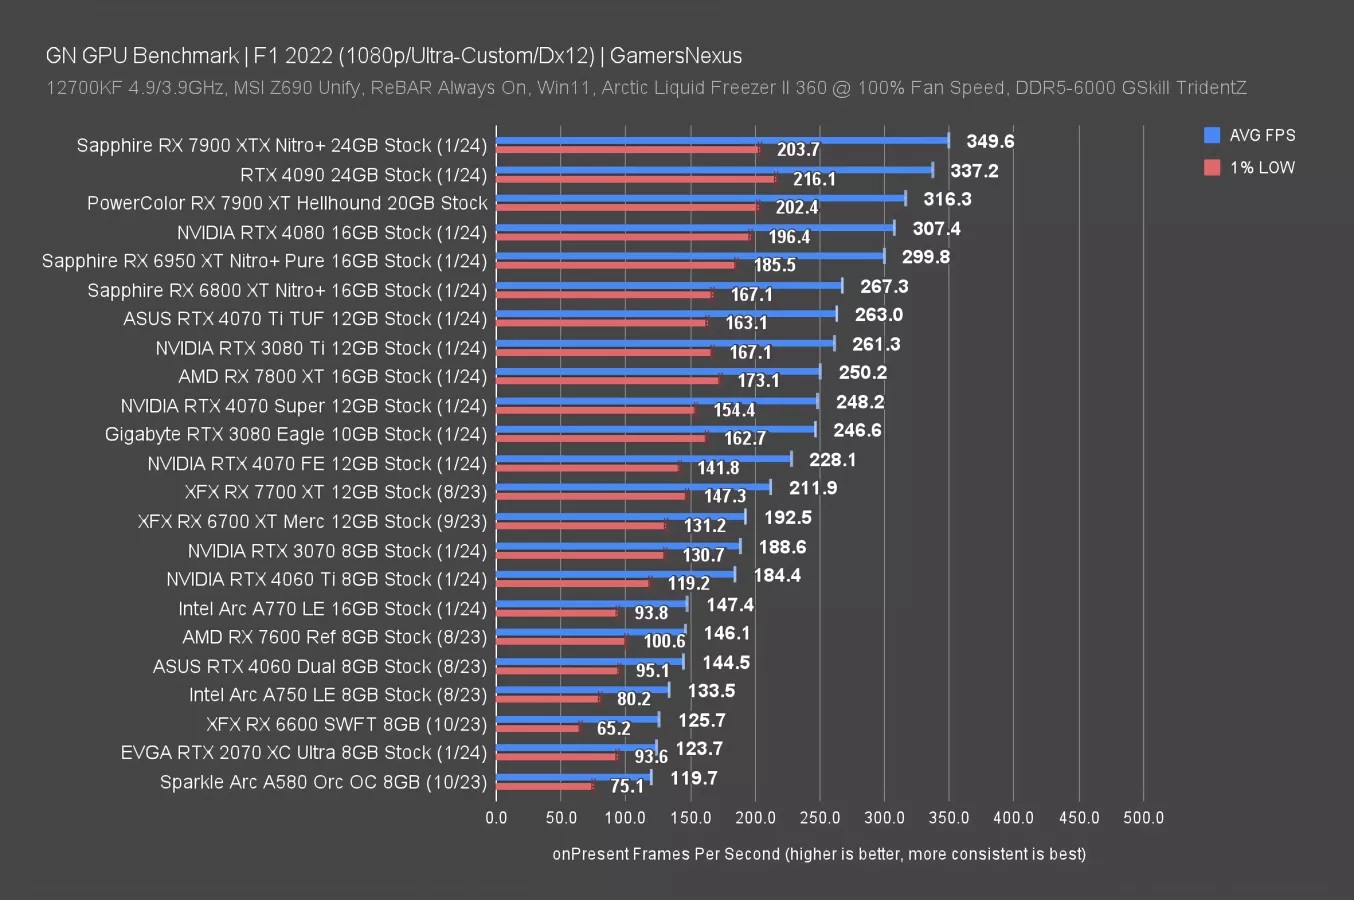 GN GPU Benchmark | F1 2022 (1080p/Ultra-Custom/Dx12) | GamersNexus
12700KF 4.9/3.9GHz, MSI Z690 Unify, ReBAR Always On, Win11, Arctic Liquid Freezer II 360 @ 100% Fan Speed, DDR5-6000 GSkill TridentZ
AVG FPS
1% LOW
Sapphire RX 7900 XTX Nitro+ 24GB Stock (1/24) 349.6 203.7
RTX 4090 24GB Stock (1/24) 337.2 216.1
PowerColor RX 7900 XT Hellhound 20GB Stock 316.3 202.4
NVIDIA RTX 4080 16GB Stock (1/24) 307.4 196.4
Sapphire RX 6950 XT Nitro+ Pure 16GB Stock (1/24) 299.8 185.5
Sapphire RX 6800 XT Nitro+ 16GB Stock (1/24) 267.3 167.1
ASUS RTX 4070 Ti TUF 12GB Stock (1/24) 263.0 163.1
NVIDIA RTX 3080 Ti 12GB Stock (1/24) 261.3 167.1
AMD RX 7800 XT 16GB Stock (1/24) 250.2 173.1
NVIDIA RTX 4070 Super 12GB Stock (1/24) 248.2 154.4
Gigabyte RTX 3080 Eagle 10GB Stock (1/24) 246.6 162.7
NVIDIA RTX 4070 FE 12GB Stock (1/24) 228.1 141.8
XFX RX 7700 XT 12GB Stock (8/23) 211.9 147.3
XFX RX 6700 XT Merc 12GB Stock (9/23) 192.5 131.2
NVIDIA RTX 3070 8GB Stock (1/24) 188.6 130.7
NVIDIA RTX 4060 Ti 8GB Stock (1/24) 184.4 119.2
Intel Arc A770 LE 16GB Stock (1/24) 147.4 93.8
AMD RX 7600 Ref 8GB Stock (8/23) 146.1 100.6
ASUS RTX 4060 Dual 8GB Stock (8/23) 144.5 95.1
Intel Arc A750 LE 8GB Stock (8/23) 133.5 80.2
XFX RX 6600 SWFT 8GB (10/23) 125.7 65.2
EVGA RTX 2070 XC Ultra 8GB Stock (1/24) 123.7 93.6
Sparkle Arc A580 Orc OC 8GB (10/23) 119.7 75.1
0.0 50.0 100.0 150.0 200.0 250.0 300.0 350.0 400.0 450.0 500.0
onPresent Frames Per Second (higher is better, more consistent is best)